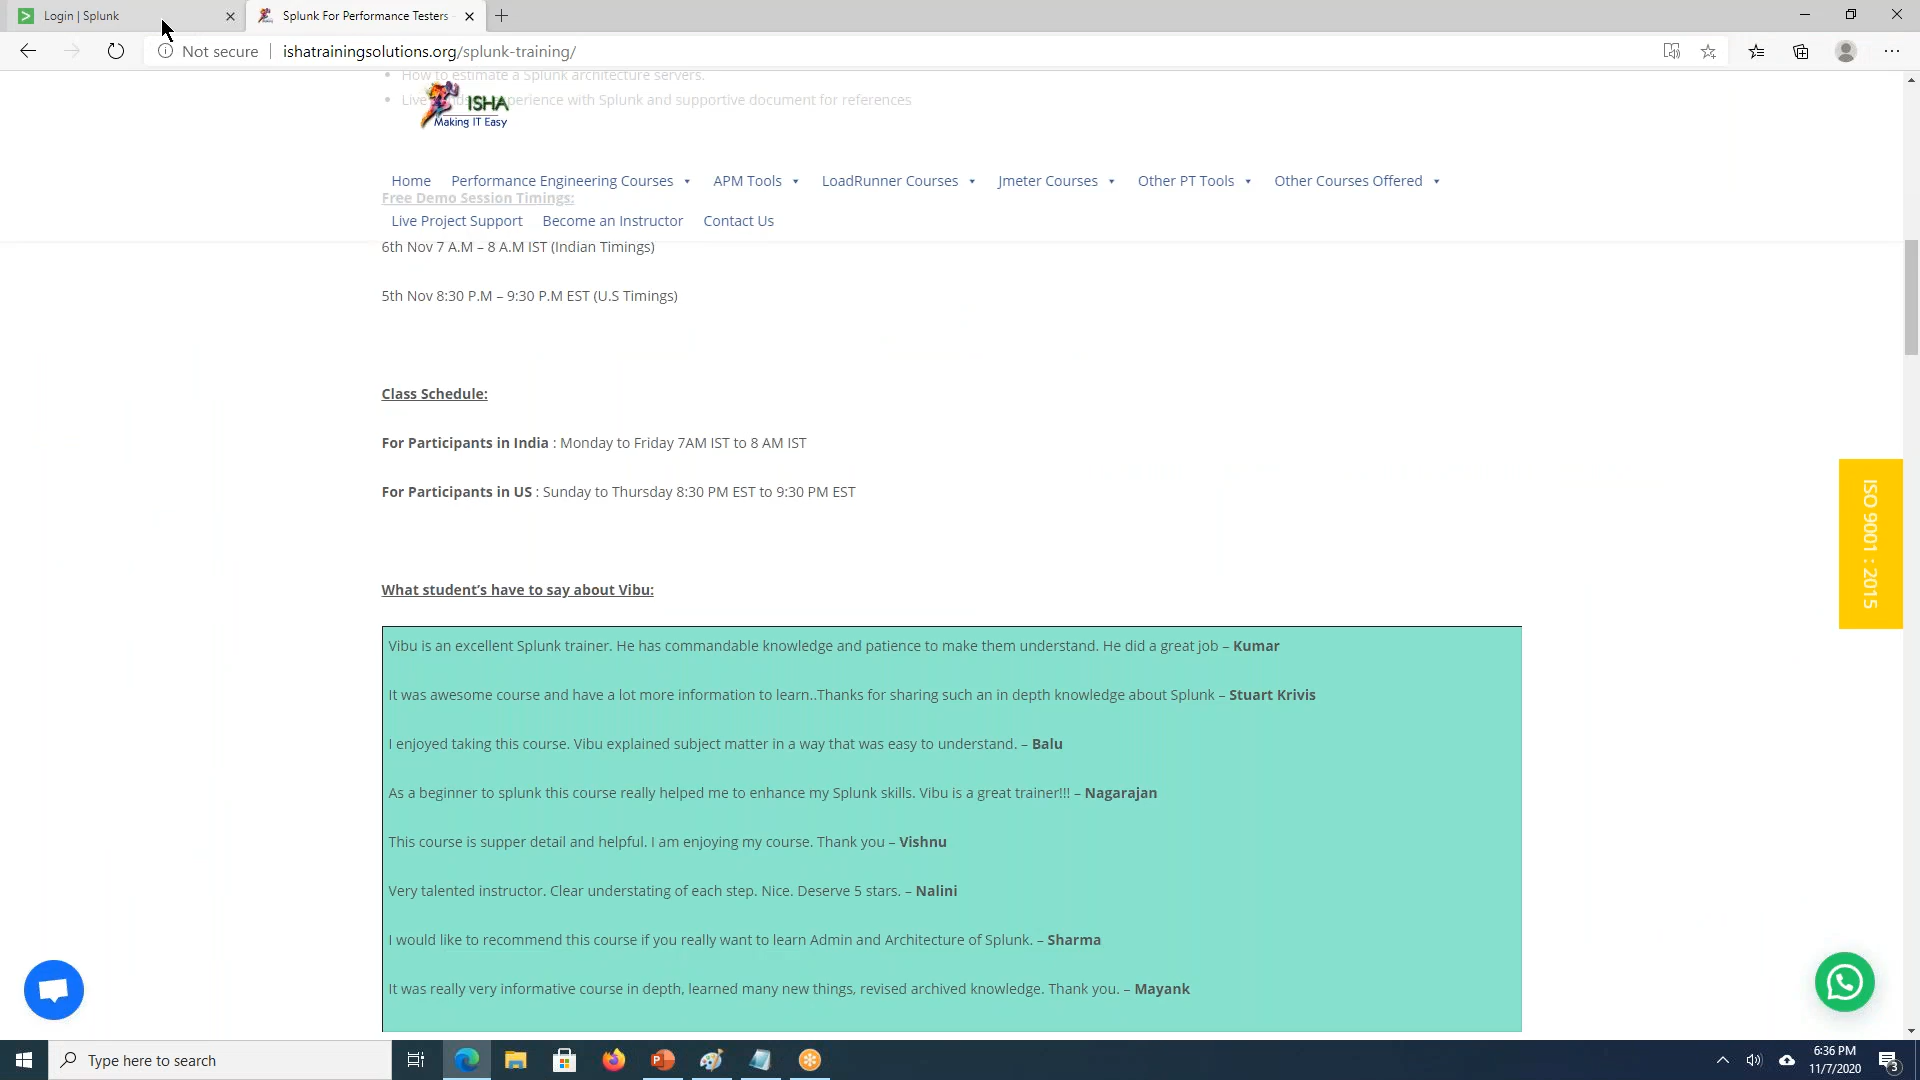 Login | Splunk
Splunk For Performance Testers
Not secure
ishatrainingsolutions.org/splunk-training/
How to estimate a Splunk architecture servers.
Live experience with Splunk and supportive document for references
ISHA
Making IT Easy
Home Performance Engineering Courses APM Tools LoadRunner Courses Jmeter Courses Other PT Tools Other Courses Offered
Free Demo Session Timings:
Live Project Support Become an Instructor Contact Us
6th Nov 7 A.M – 8 A.M IST (Indian Timings)
5th Nov 8:30 P.M – 9:30 P.M EST (U.S Timings)
Class Schedule:
For Participants in India : Monday to Friday 7AM IST to 8 AM IST
For Participants in US : Sunday to Thursday 8:30 PM EST to 9:30 PM EST
ISO 9001 : 2015
What student’s have to say about Vibu:
Vibu is an excellent Splunk trainer. He has commandable knowledge and patience to make them understand. He did a great job – Kumar
It was awesome course and have a lot more information to learn..Thanks for sharing such an in depth knowledge about Splunk – Stuart Krivis
I enjoyed taking this course. Vibu explained subject matter in a way that was easy to understand. – Balu
As a beginner to splunk this course really helped me to enhance my Splunk skills. Vibu is a great trainer!!! – Nagarajan
This course is supper detail and helpful. I am enjoying my course. Thank you – Vishnu
Very talented instructor. Clear understating of each step. Nice. Deserve 5 stars. – Nalini
I would like to recommend this course if you really want to learn Admin and Architecture of Splunk. – Sharma
It was really very informative course in depth, learned many new things, revised archived knowledge. Thank you. – Mayank
Type here to search
6:36 PM
11/7/2020
3